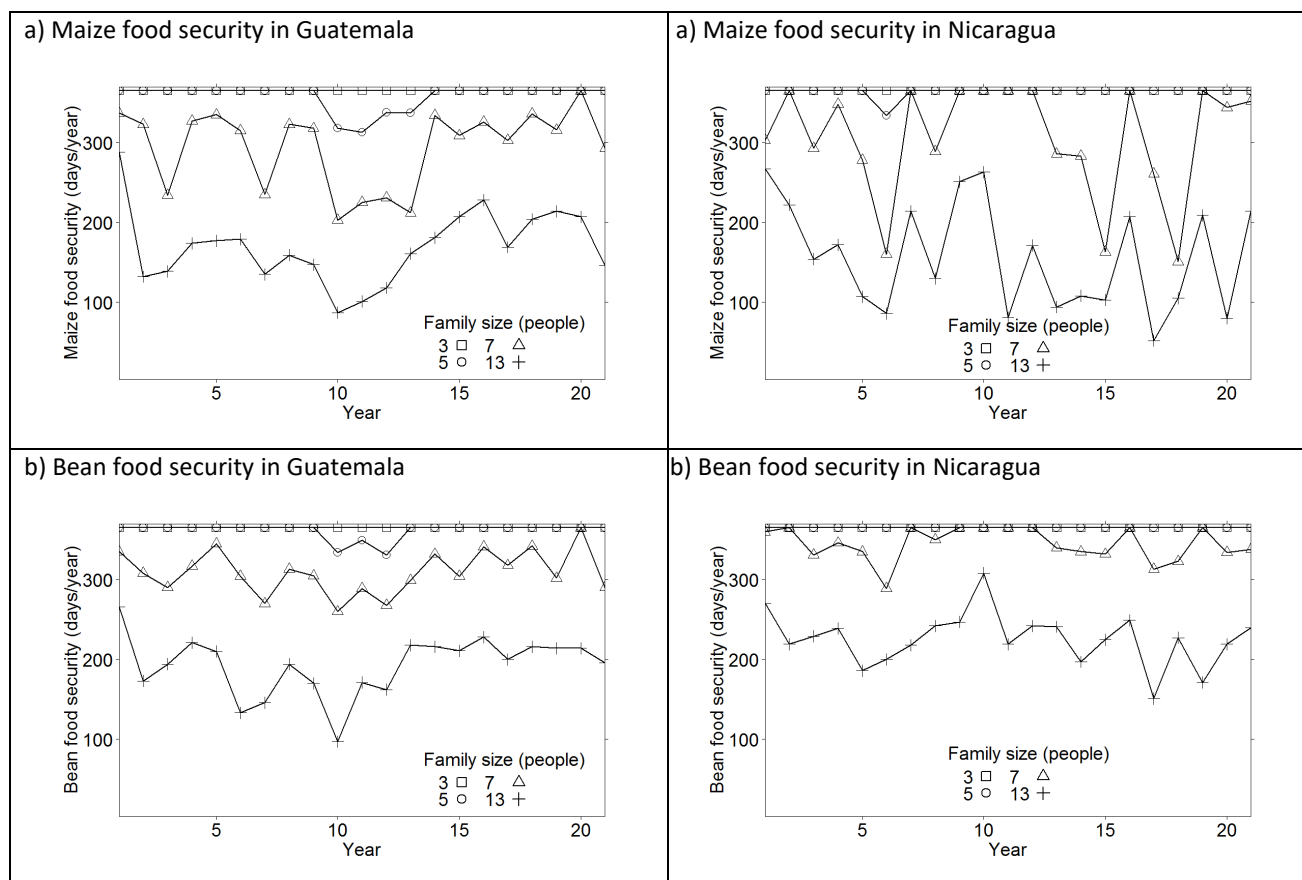 a) Maize food security in Guatemala
Maize food security (days/year)
300
200
100
Family size (people)
3 7
5 13
5 10 15 20
Year
a) Maize food security in Nicaragua
Maize food security (days/year)
300
200
100
Family size (people)
3 7
5 13
5 10 15 20
Year
b) Bean food security in Guatemala
Bean food security (days/year)
300
200
100
Family size (people)
3 7
5 13
5 10 15 20
Year
b) Bean food security in Nicaragua
Bean food security (days/year)
300
200
100
Family size (people)
3 7
5 13
5 10 15 20
Year